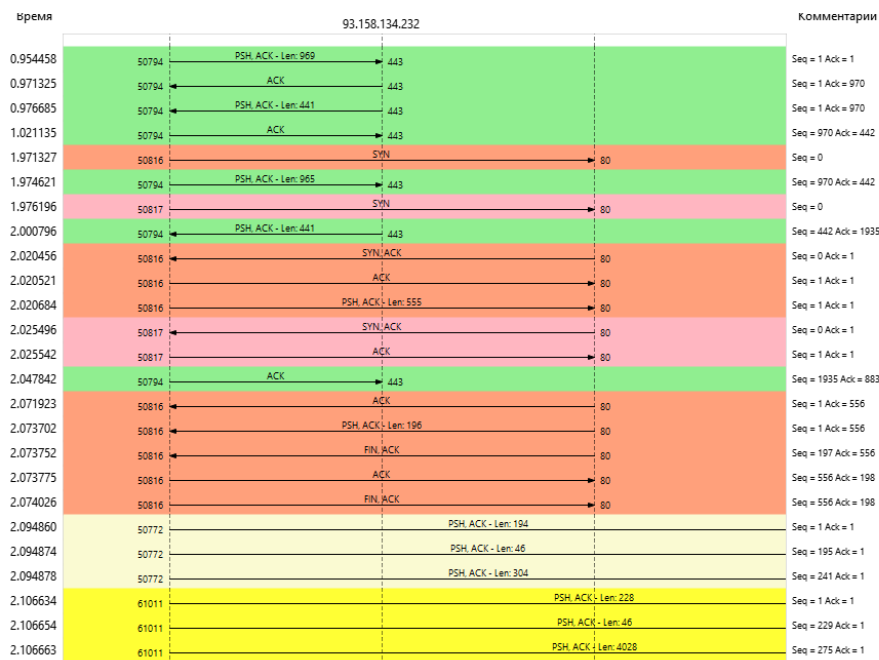 Время 93.158.134.232 Комментарии
0.954458 50794 PSH, ACK - Len: 969 443 Seq = 1 Ack = 1
0.971325 50794 ACK 443 Seq = 1 Ack = 970
0.976685 50794 PSH, ACK - Len: 441 443 Seq = 1 Ack = 970
1.021135 50794 ACK 443 Seq = 970 Ack = 442
1.971327 50816 SYN 80 Seq = 0
1.974621 50794 PSH, ACK - Len: 965 443 Seq = 970 Ack = 442
1.976196 50817 SYN 80 Seq = 0
2.000796 50794 PSH, ACK - Len: 441 443 Seq = 442 Ack = 1935
2.020456 50816 SYN, ACK 80 Seq = 0 Ack = 1
2.020521 50816 ACK 80 Seq = 1 Ack = 1
2.020684 50816 PSH, ACK - Len: 555 80 Seq = 1 Ack = 1
2.025496 50817 SYN, ACK 80 Seq = 0 Ack = 1
2.025542 50817 ACK 80 Seq = 1 Ack = 1
2.047842 50794 ACK 443 Seq = 1935 Ack = 883
2.071923 50816 ACK 80 Seq = 1 Ack = 556
2.073702 50816 PSH, ACK - Len: 196 80 Seq = 1 Ack = 556
2.073752 50816 FIN, ACK 80 Seq = 197 Ack = 556
2.073775 50816 ACK 80 Seq = 556 Ack = 198
2.074026 50816 FIN, ACK 80 Seq = 556 Ack = 198
2.094860 50772 PSH, ACK - Len: 194 Seq = 1 Ack = 1
2.094874 50772 PSH, ACK - Len: 46 Seq = 195 Ack = 1
2.094878 50772 PSH, ACK - Len: 304 Seq = 241 Ack = 1
2.106634 61011 PSH, ACK - Len: 228 Seq = 1 Ack = 1
2.106654 61011 PSH, ACK - Len: 46 Seq = 229 Ack = 1
2.106663 61011 PSH, ACK - Len: 4028 Seq = 275 Ack = 1